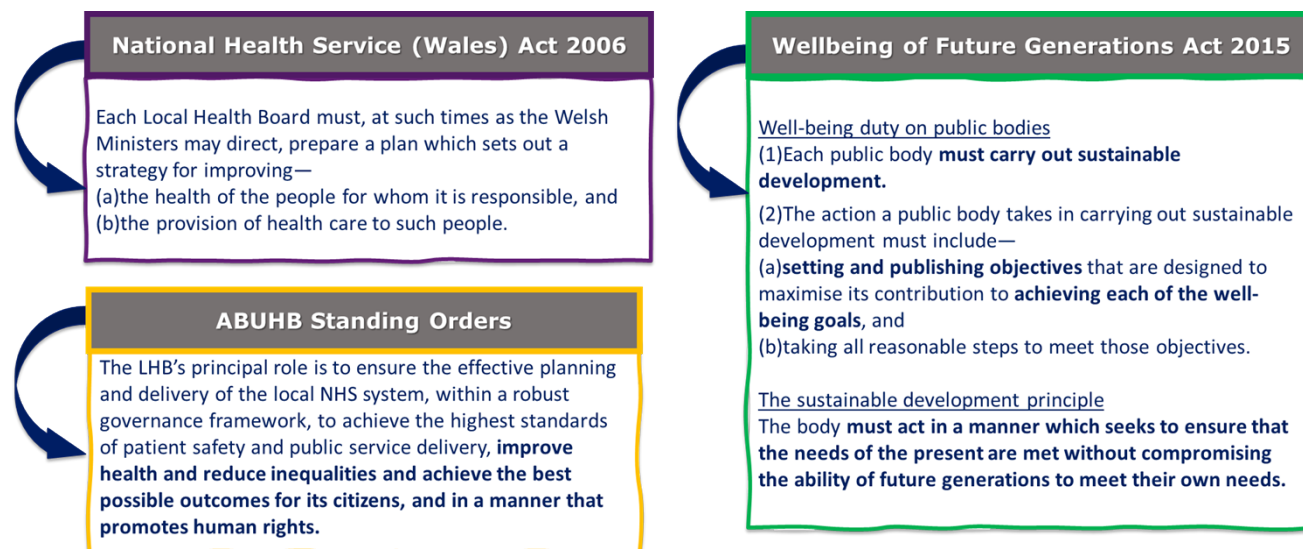 National Health Service (Wales) Act 2006
Each Local Health Board must, at such times as the Welsh
Ministers may direct, prepare a plan which sets out a
strategy for improving—
(a)the health of the people for whom it is responsible, and
(b)the provision of health care to such people.
ABUHB Standing Orders
The LHB's principal role is to ensure the effective planning
and delivery of the local NHS system, within a robust
governance framework, to achieve the highest standards
of patient safety and public service delivery, improve
health and reduce inequalities and achieve the best
possible outcomes for its citizens, and in a manner that
promotes human rights.
Wellbeing of Future Generations Act 2015
Well-being duty on public bodies
(1)Each public body must carry out sustainable
development.
(2)The action a public body takes in carrying out sustainable
development must include—
(a)setting and publishing objectives that are designed to
maximise its contribution to achieving each of the well-
being goals, and
(b)taking all reasonable steps to meet those objectives.
The sustainable development principle
The body must act in a manner which seeks to ensure that
the needs of the present are met without compromising
the ability of future generations to meet their own needs.